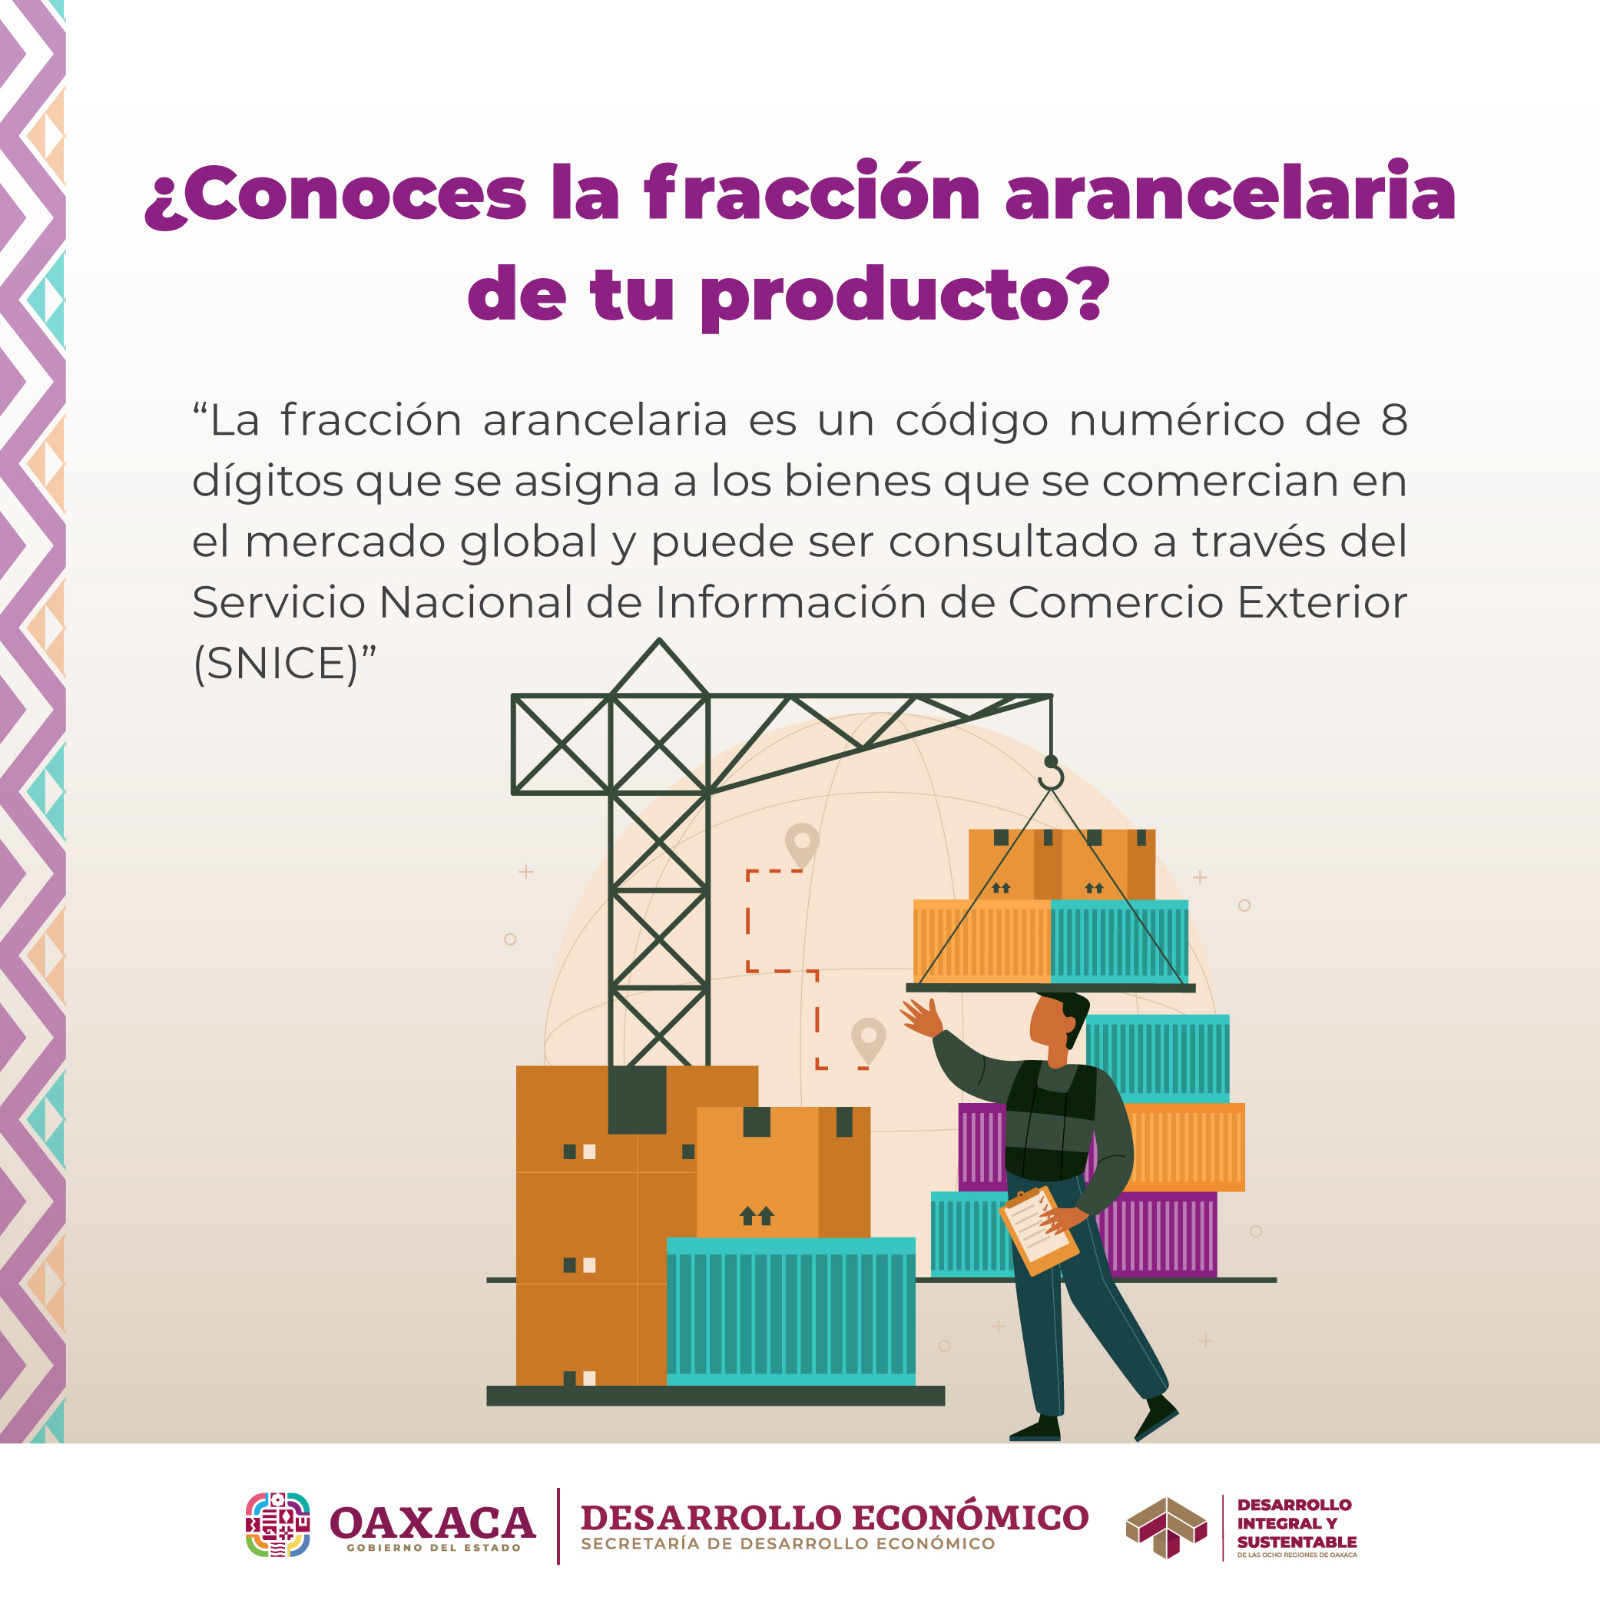 ¿Conoces la fracción arancelaria
de tu producto?
“La fracción arancelaria es un código numérico de 8
dígitos que se asigna a los bienes que se comercian en
el mercado global y puede ser consultado a través del
Servicio Nacional de Información de Comercio Exterior
(SNICE)”
OAXACA
GOBIERNO DEL ESTADO
DESARROLLO ECONÓMICO
SECRETARÍA DE DESARROLLO ECONÓMICO
DESARROLLO
INTEGRAL Y
SUSTENTABLE
DE LAS OCHO REGIONES DE OAXACA